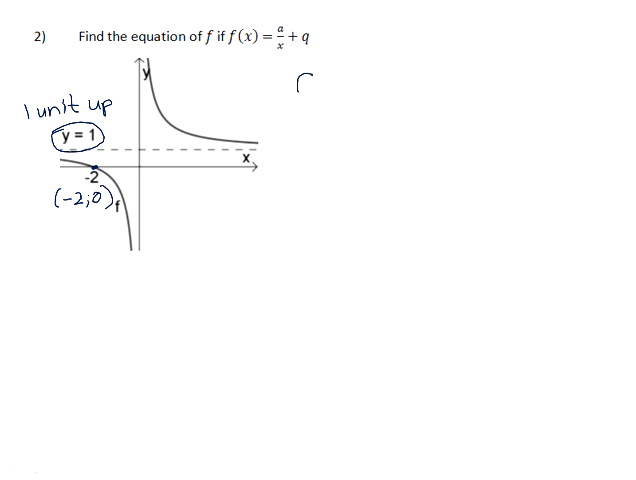 2) Find the equation of f if f(x) = a/x + q
y
1 unit up
y = 1
x
-2
(-2;0)
f